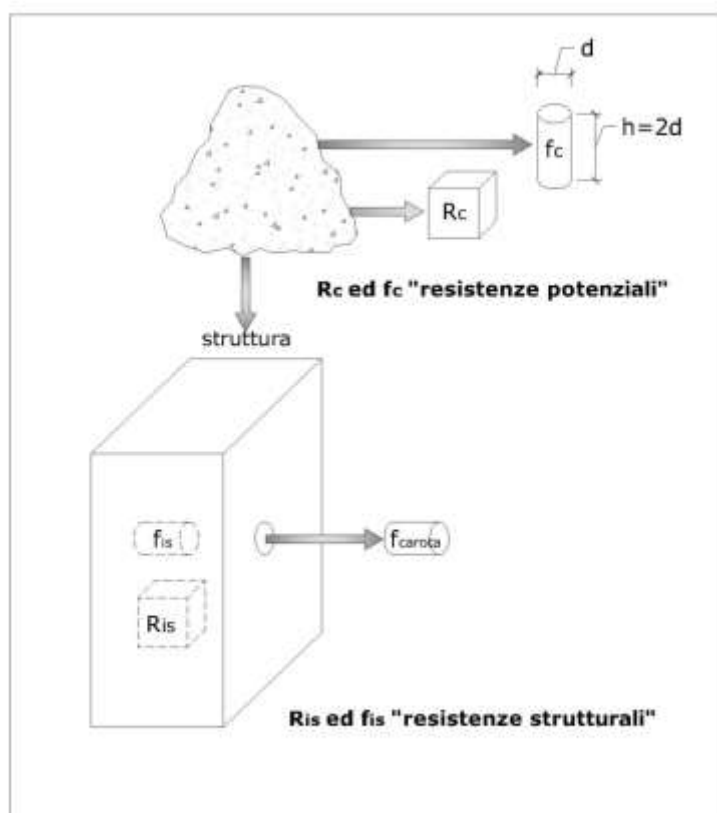 d
h=2d
fc
Rc
Rc ed fc "resistenze potenziali"
struttura
fis
fcarota
Ris
Ris ed fis "resistenze strutturali"